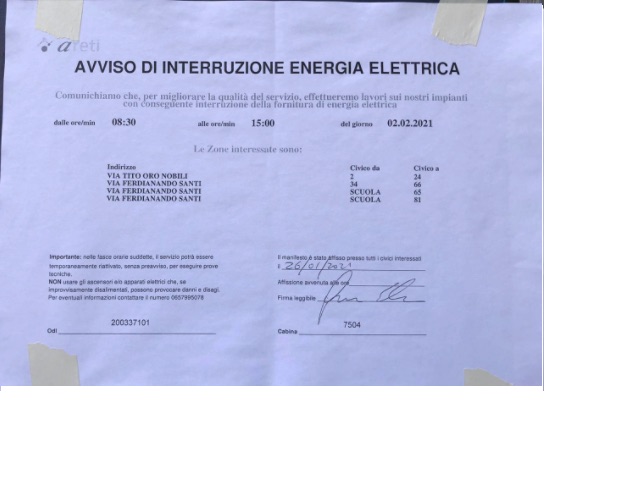 areti
AVVISO DI INTERRUZIONE ENERGIA ELETTRICA
Comunichiamo che, per migliorare la qualità del servizio, effettueremo lavori sui nostri impianti
con conseguente interruzione della fornitura di energia elettrica
dalle ore/min 08:30 alle ore/min 15:00 del giorno 02.02.2021
Le Zone interessate sono:
Indirizzo Civico da Civico a
VIA TITO ORO NOBILI 2 24
VIA FERDIANANDO SANTI 34 66
VIA FERDIANANDO SANTI SCUOLA 65
VIA FERDIANANDO SANTI SCUOLA 81
Importante: nelle fasce orarie suddette, il servizio potrà essere
temporaneamente riattivato, senza preavviso, per eseguire prove
tecniche.
NON usare gli ascensori e/o apparati elettrici che, se
improvvisamente disalimentati, possono provocare danni e disagi.
Per eventuali informazioni contattare il numero 0657995078
Il manifesto è stato affisso presso tutti i civici interessati
il 26/01/2021
Affissione avvenuta alle ore
Firma leggibile
Odl 200337101
Cabina 7504